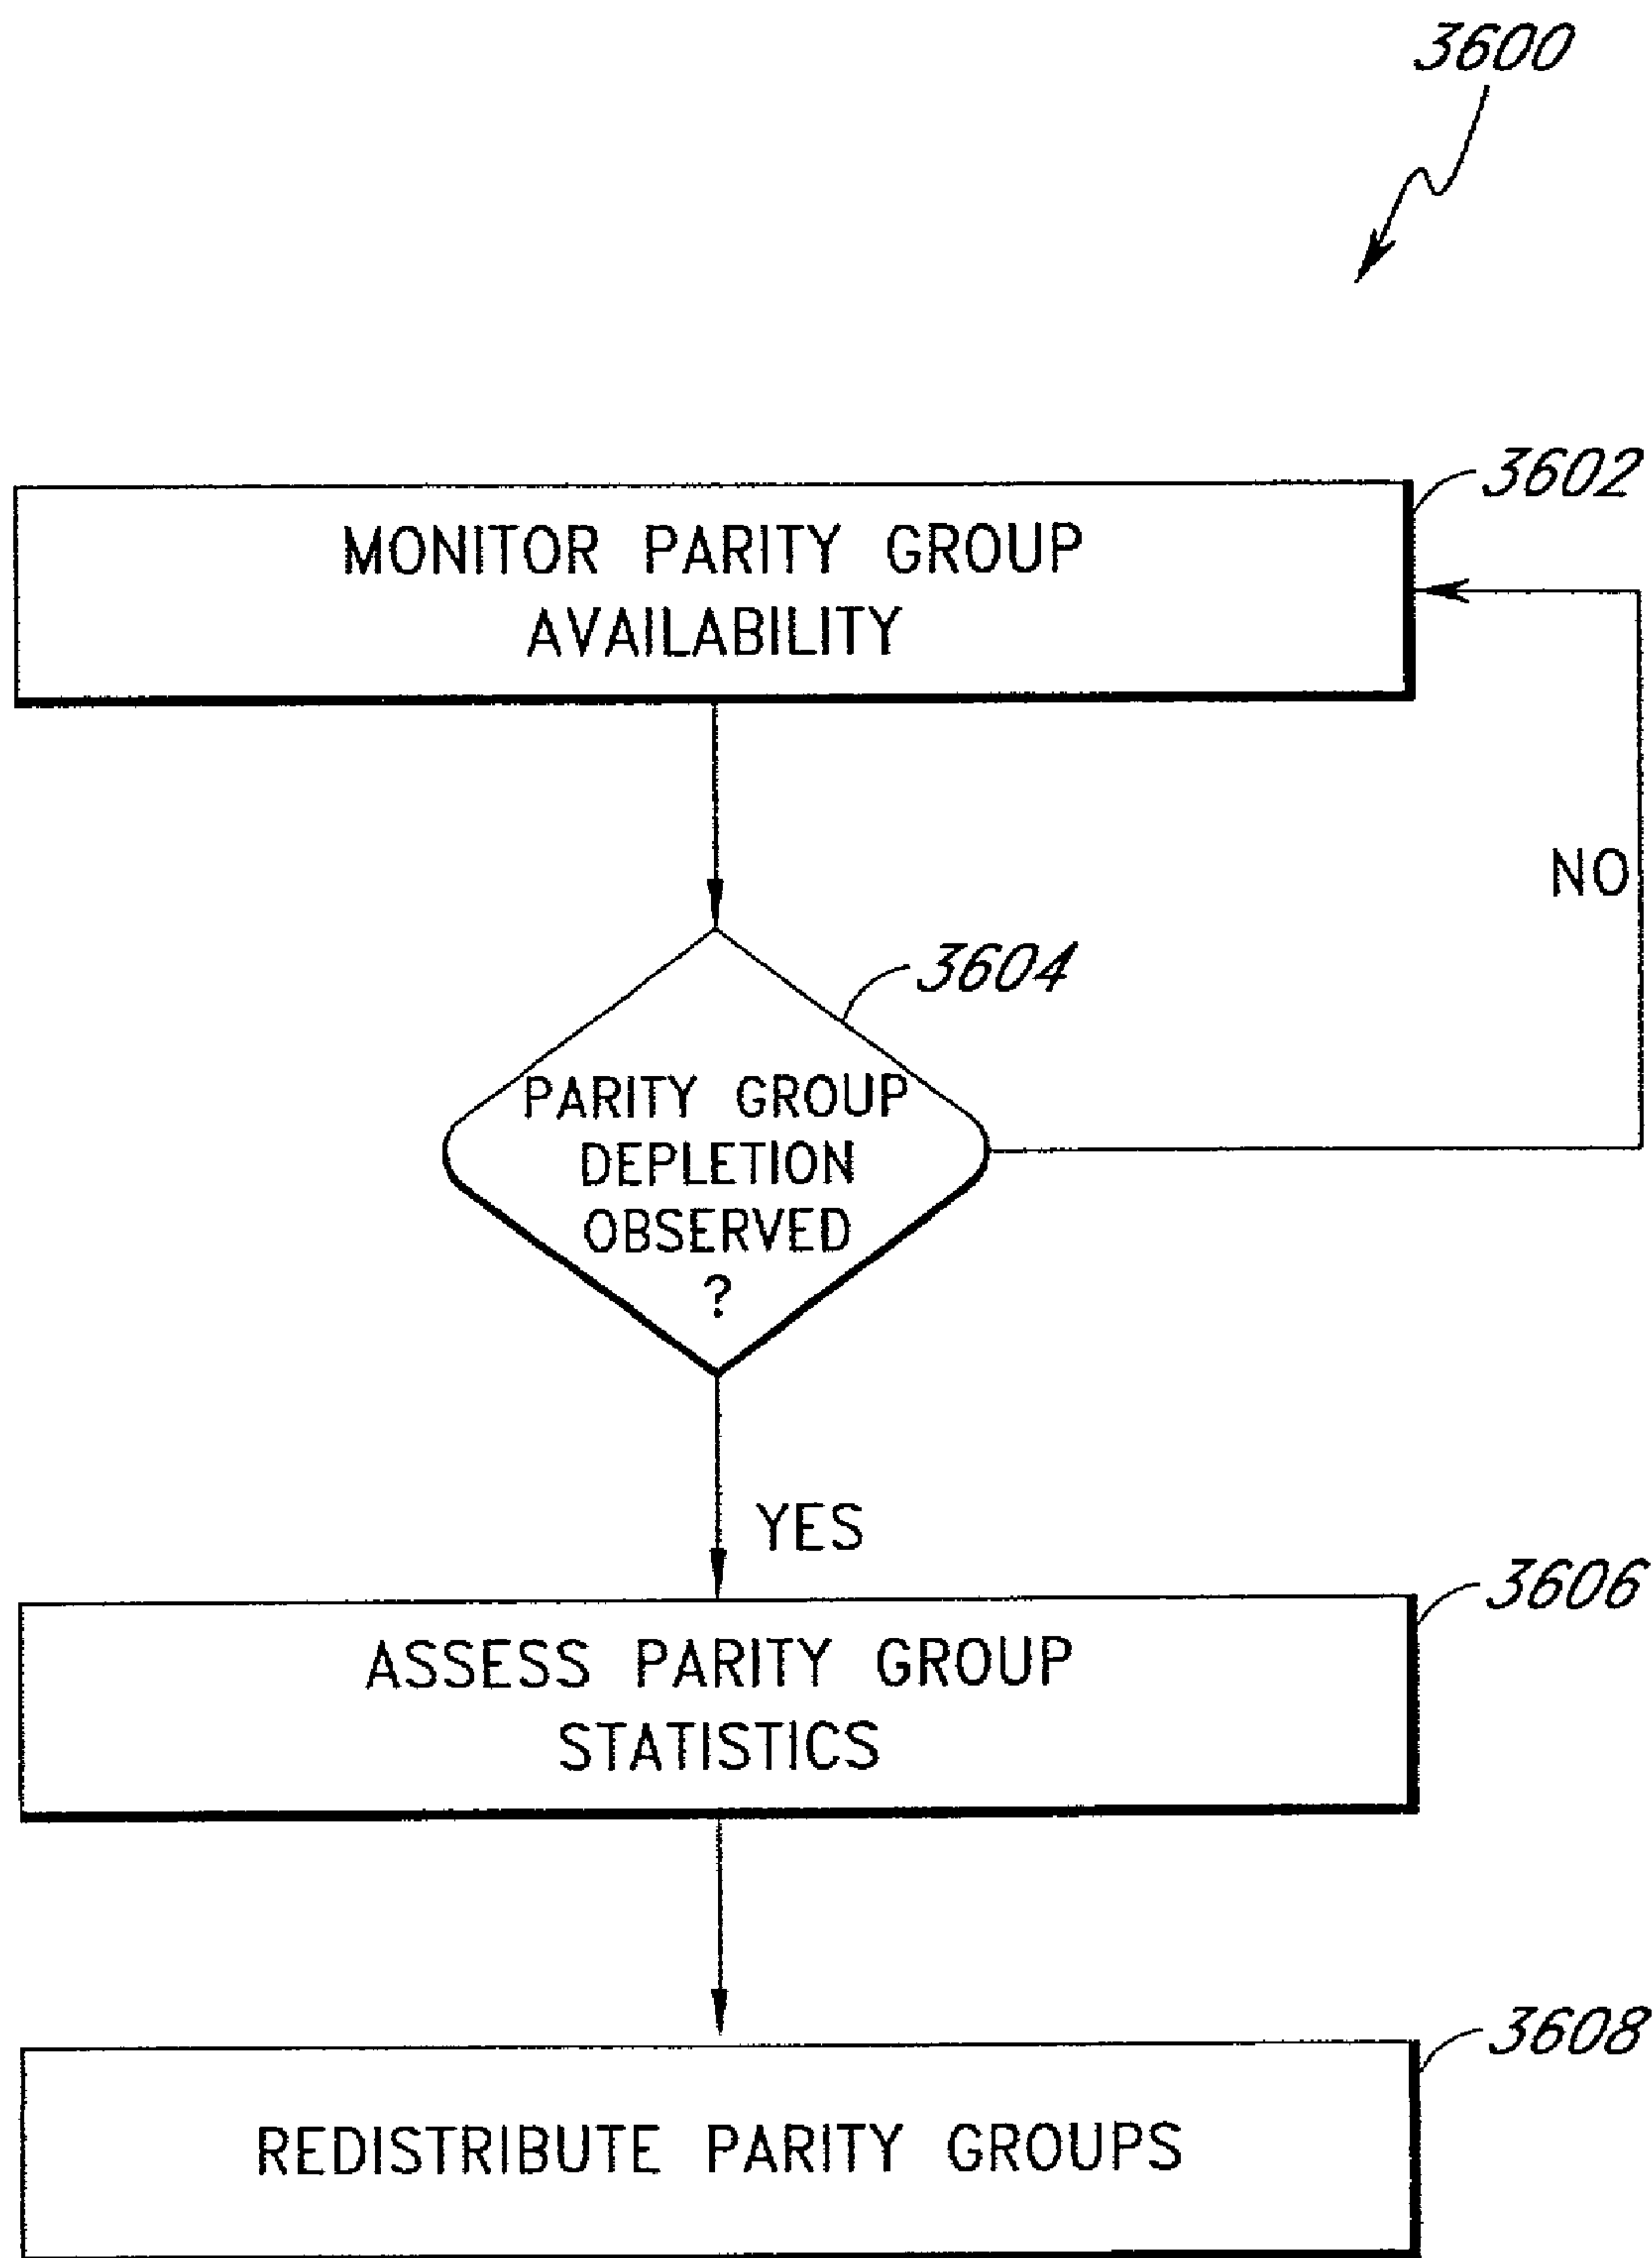 3600
3602
MONITOR PARITY GROUP
AVAILABILITY
NO
3604
PARITY GROUP
DEPLETION
OBSERVED
?
YES
3606
ASSESS PARITY GROUP
STATISTICS
3608
REDISTRIBUTE PARITY GROUPS